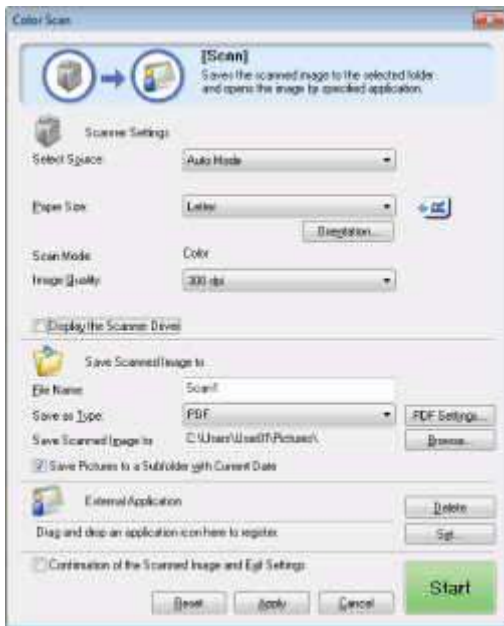 Color Scan
[Scan]
Saves the scanned image to the selected folder
and opens the image by specified application.
Scanner Settings
Select Source: Auto Mode
Paper Size: Letter
Orientation...
Scan Mode: Color
Image Quality: 300 dpi
Display the Scanner Driver
Save Scanned Image to
File Name: Scan1
Save as Type: PDF PDF Settings...
Save Scanned Image to: C:\Users\User01\Pictures\ Browse...
Save Pictures to a Subfolder with Current Date
External Application Delete
Drag and drop an application icon here to register. Set...
Continuation of the Scanned Image and Exit Settings
Start
Reset Apply Cancel